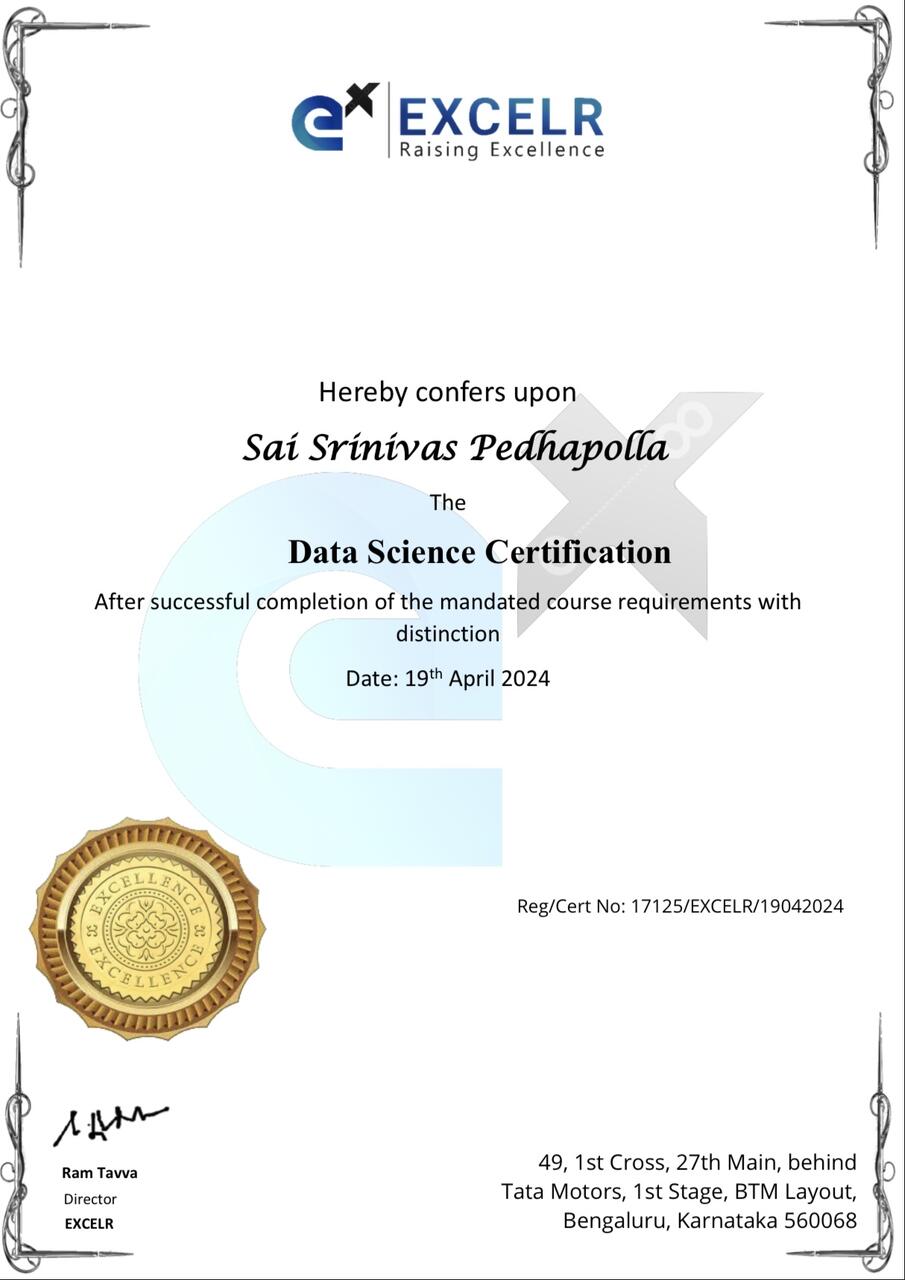 EXCELR
Raising Excellence
Hereby confers upon
Sai Srinivas Pedhapolla
The
Data Science Certification
After successful completion of the mandated course requirements with
distinction
Date: 19th April 2024
EXCELLENCE
EXCELLENCE
Reg/Cert No: 17125/EXCELR/19042024
Ram Tavva
Director
EXCELR
49, 1st Cross, 27th Main, behind
Tata Motors, 1st Stage, BTM Layout,
Bengaluru, Karnataka 560068